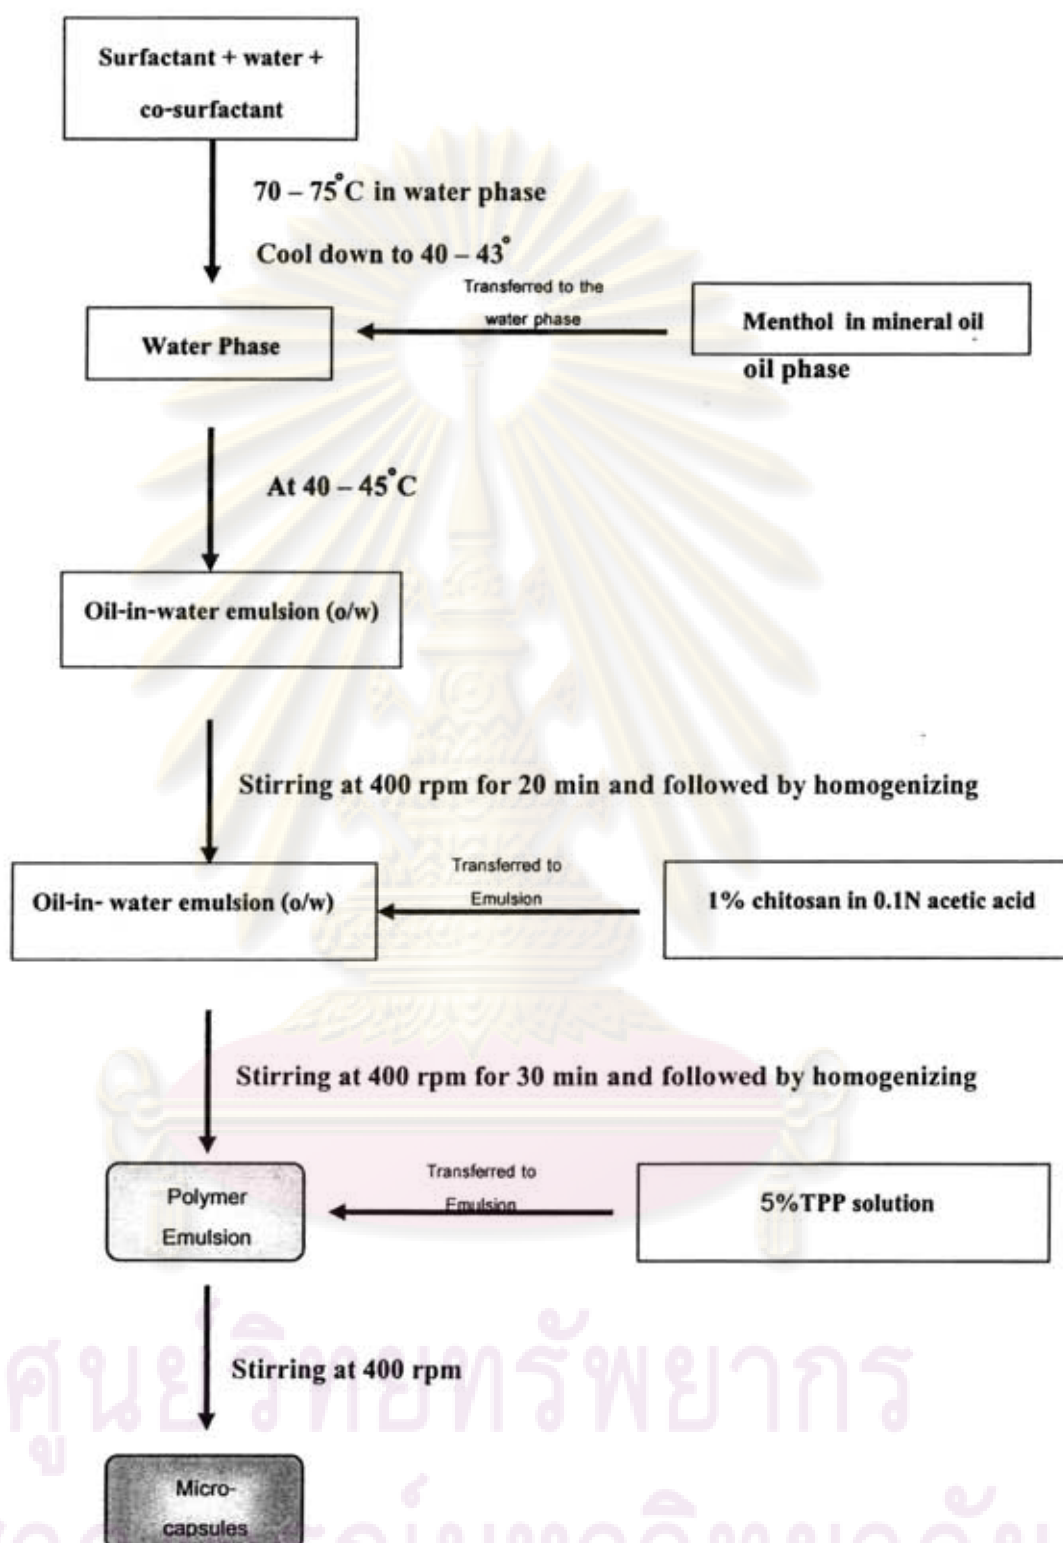 Surfactant + water +
co-surfactant
70 – 75°C in water phase
Cool down to 40 – 43°
Transferred to the
water phase
Menthol in mineral oil
oil phase
Water Phase
At 40 – 45°C
Oil-in-water emulsion (o/w)
Stirring at 400 rpm for 20 min and followed by homogenizing
Transferred to
Emulsion
Oil-in- water emulsion (o/w)
1% chitosan in 0.1N acetic acid
Stirring at 400 rpm for 30 min and followed by homogenizing
Transferred to
Emulsion
Polymer
Emulsion
5%TPP solution
Stirring at 400 rpm
ศูนย์วิทยทรัพยากร
Micro-
capsules